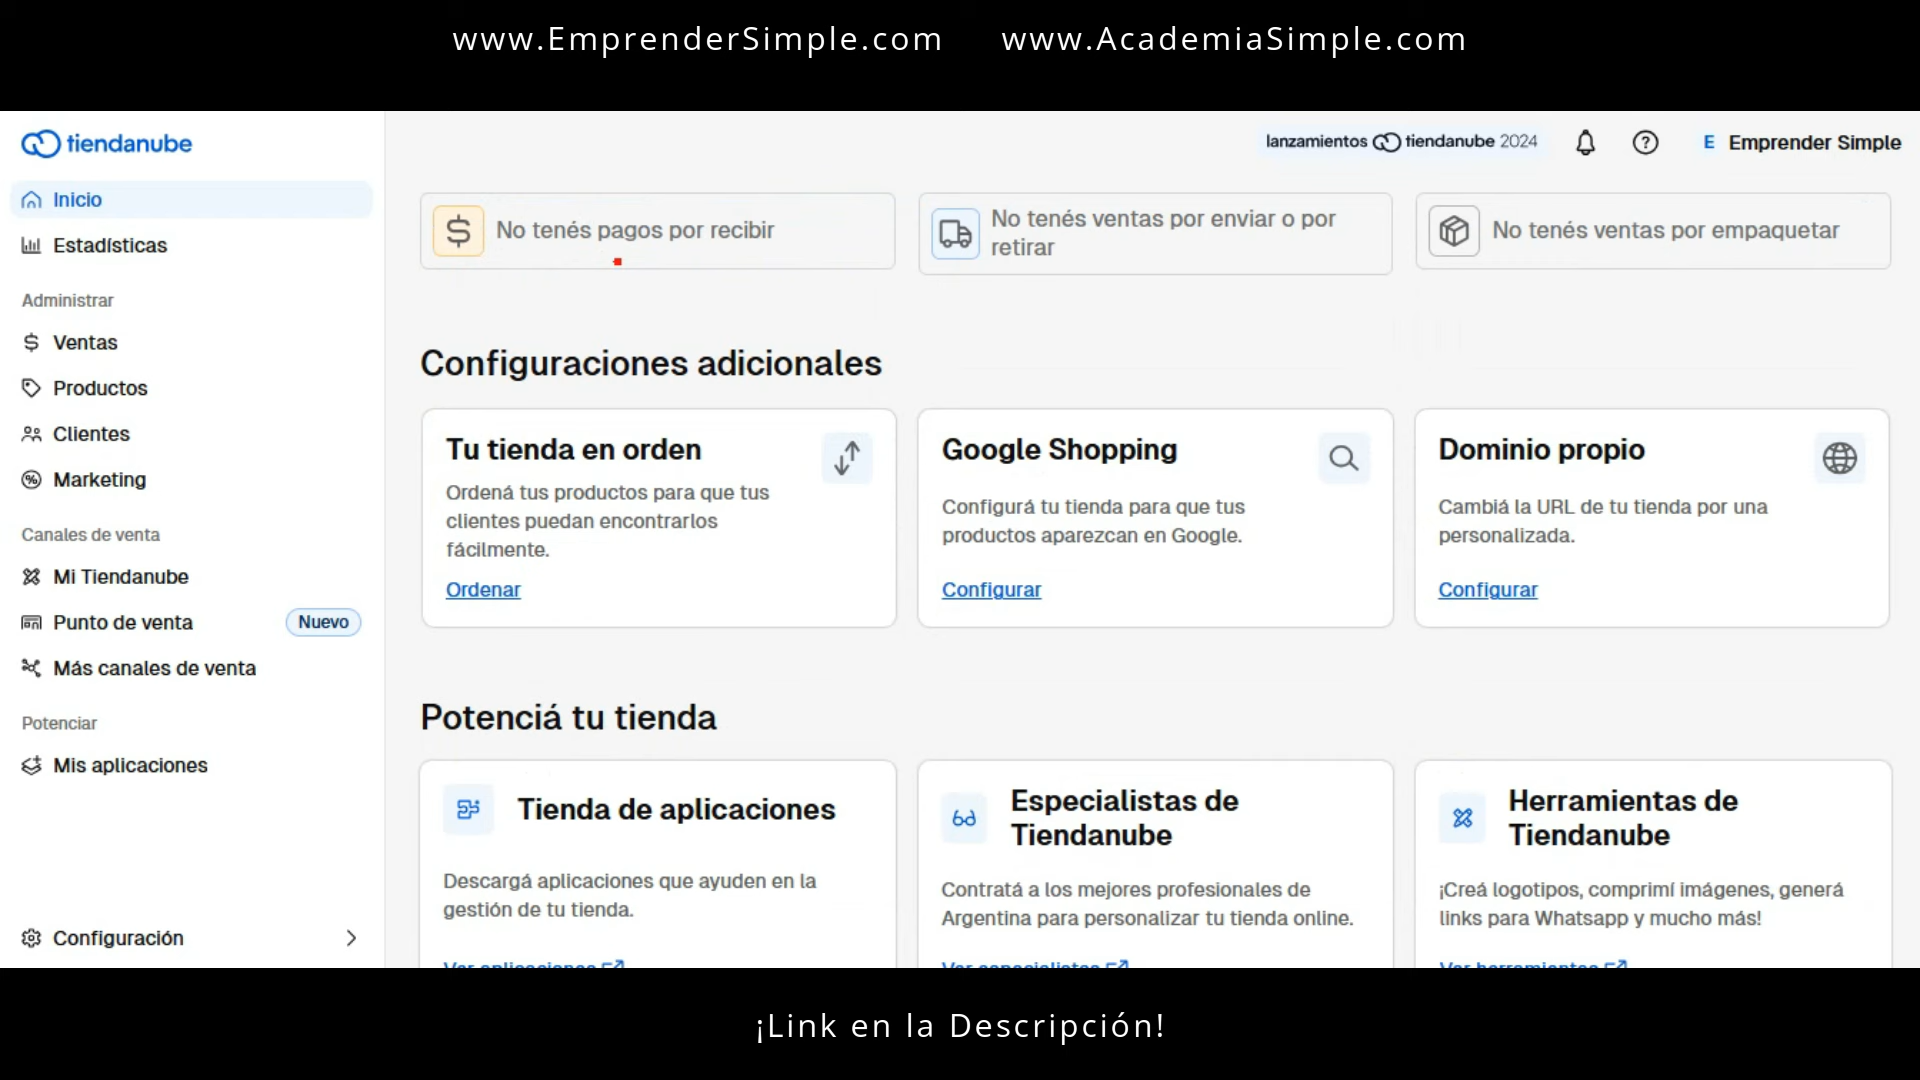 www.EmprenderSimple.com www.AcademiaSimple.com
tiendanube
lanzamientos tiendanube 2024
E Emprender Simple
Inicio
Estadísticas
Administrar
Ventas
Productos
Clientes
Marketing
Canales de venta
Mi Tiendanube
Punto de venta Nuevo
Más canales de venta
Potenciar
Mis aplicaciones
Configuración
No tenés pagos por recibir
No tenés ventas por enviar o por
retirar
No tenés ventas por empaquetar
Configuraciones adicionales
Tu tienda en orden
Ordená tus productos para que tus
clientes puedan encontrarlos
fácilmente.
Ordenar
Google Shopping
Configurá tu tienda para que tus
productos aparezcan en Google.
Configurar
Dominio propio
Cambiá la URL de tu tienda por una
personalizada.
Configurar
Potenciá tu tienda
Tienda de aplicaciones
Descargá aplicaciones que ayuden en la
gestión de tu tienda.
Ver aplicaciones
Especialistas de
Tiendanube
Contratá a los mejores profesionales de
Argentina para personalizar tu tienda online.
Ver especialistas
Herramientas de
Tiendanube
¡Creá logotipos, comprimí imágenes, generá
links para Whatsapp y mucho más!
Ver herramientas
¡Link en la Descripción!